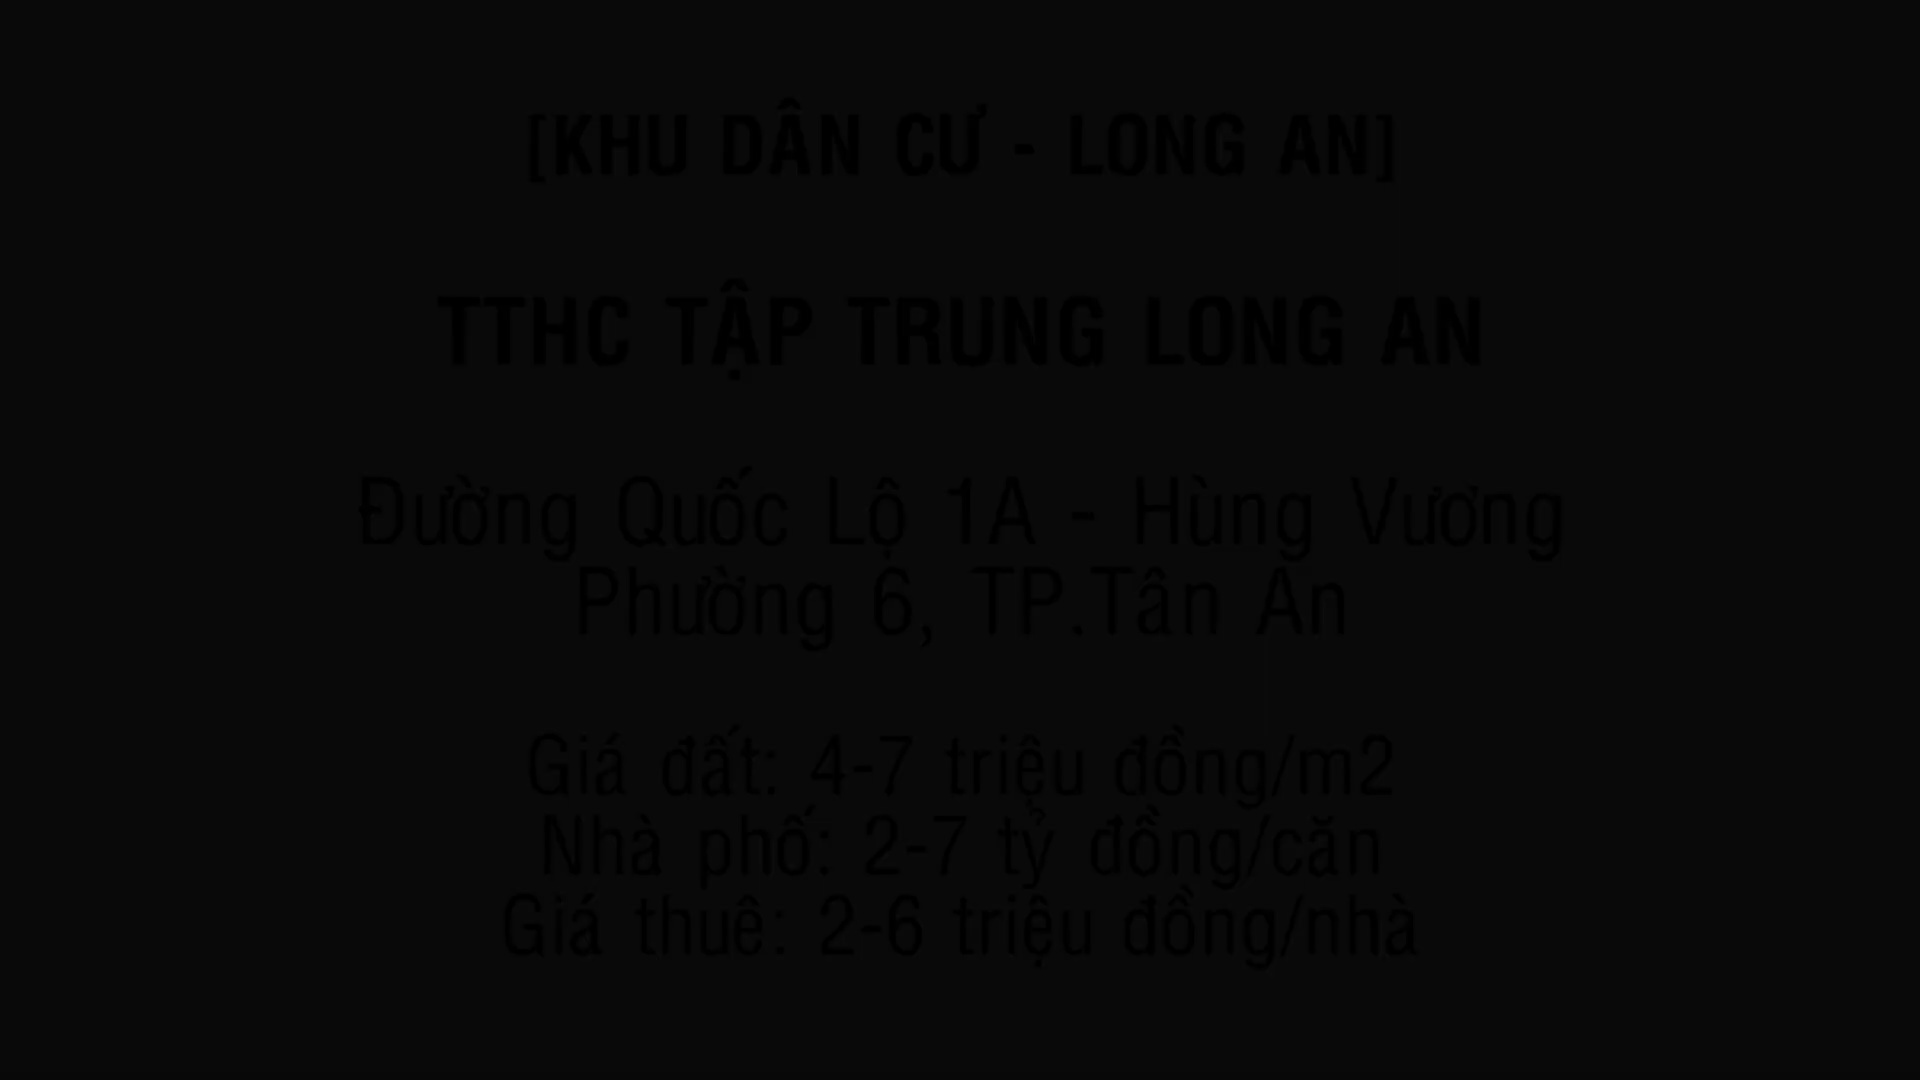 [KHU DÂN CƯ - LONG AN]
TTHC TẬP TRUNG LONG AN
Đường Quốc Lộ 1A - Hùng Vương
Phường 6, TP.Tân An
Giá đất: 4-7 triệu đồng/m2
Nhà phố: 2-7 tỷ đồng/căn
Giá thuê: 2-6 triệu đồng/nhà